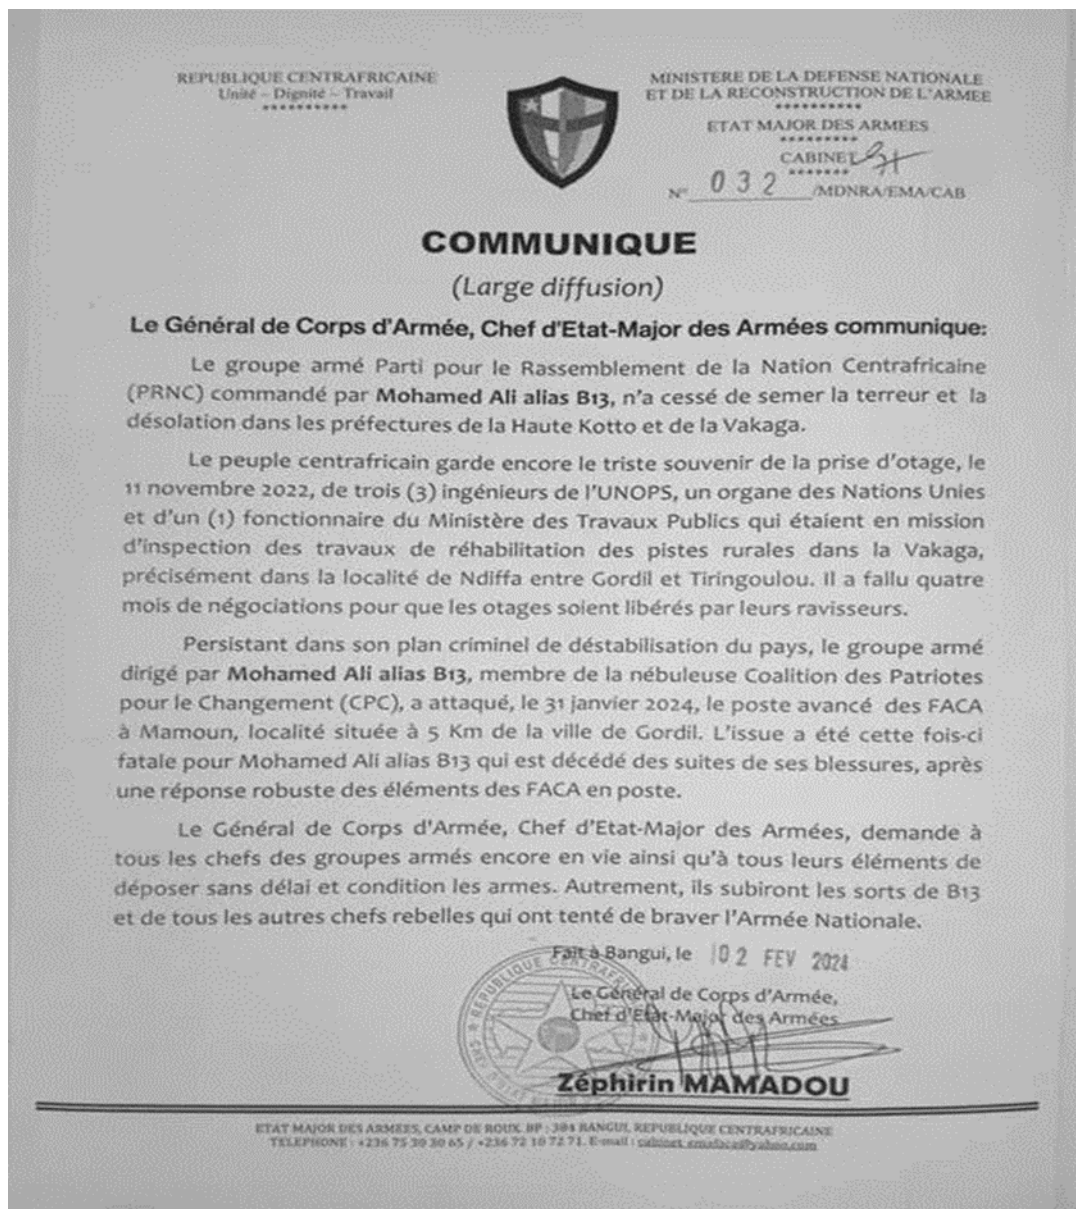 REPUBLIQUE CENTRAFRICAINE
Unité – Dignité – Travail
**********
MINISTERE DE LA DEFENSE NATIONALE
ET DE LA RECONSTRUCTION DE L'ARMEE
**********
ETAT MAJOR DES ARMEES
*********
CABINET
*******
N° 032 /MDNRA/EMA/CAB
COMMUNIQUE
(Large diffusion)
Le Général de Corps d'Armée, Chef d'Etat-Major des Armées communique:
Le groupe armé Parti pour le Rassemblement de la Nation Centrafricaine
(PRNC) commandé par Mohamed Ali alias B13, n'a cessé de semer la terreur et la
désolation dans les préfectures de la Haute Kotto et de la Vakaga.
Le peuple centrafricain garde encore le triste souvenir de la prise d'otage, le
11 novembre 2022, de trois (3) ingénieurs de l'UNOPS, un organe des Nations Unies
et d'un (1) fonctionnaire du Ministère des Travaux Publics qui étaient en mission
d'inspection des travaux de réhabilitation des pistes rurales dans la Vakaga,
précisément dans la localité de Ndiffa entre Gordil et Tiringoulou. Il a fallu quatre
mois de négociations pour que les otages soient libérés par leurs ravisseurs.
Persistant dans son plan criminel de déstabilisation du pays, le groupe armé
dirigé par Mohamed Ali alias B13, membre de la nébuleuse Coalition des Patriotes
pour le Changement (CPC), a attaqué, le 31 janvier 2024, le poste avancé des FACA
à Mamoun, localité située à 5 Km de la ville de Gordil. L'issue a été cette fois-ci
fatale pour Mohamed Ali alias B13 qui est décédé des suites de ses blessures, après
une réponse robuste des éléments des FACA en poste.
Le Général de Corps d'Armée, Chef d'Etat-Major des Armées, demande à
tous les chefs des groupes armés encore en vie ainsi qu'à tous leurs éléments de
déposer sans délai et condition les armes. Autrement, ils subiront les sorts de B13
et de tous les autres chefs rebelles qui ont tenté de braver l'Armée Nationale.
Fait à Bangui, le 02 FEV 2024
REPUBLIQUE CENTRAFRICAINE
Le Général de Corps d'Armée,
Chef d'Etat-Major des Armées
Zéphirin MAMADOU
ETAT MAJOR DES ARMEES, CAMP DE ROUX. BP : 304 BANGUI. REPUBLIQUE CENTRAFRICAINE
TELEPHONE : +236 75 30 30 65 / +236 72 10 72 71. E-mail :